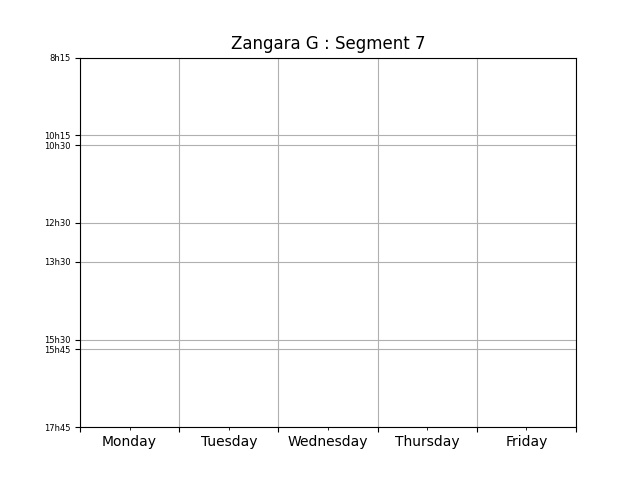 Zangara G : Segment 7
8h15
10h15
10h30
12h30
13h30
15h30
15h45
17h45
Monday Tuesday Wednesday Thursday Friday